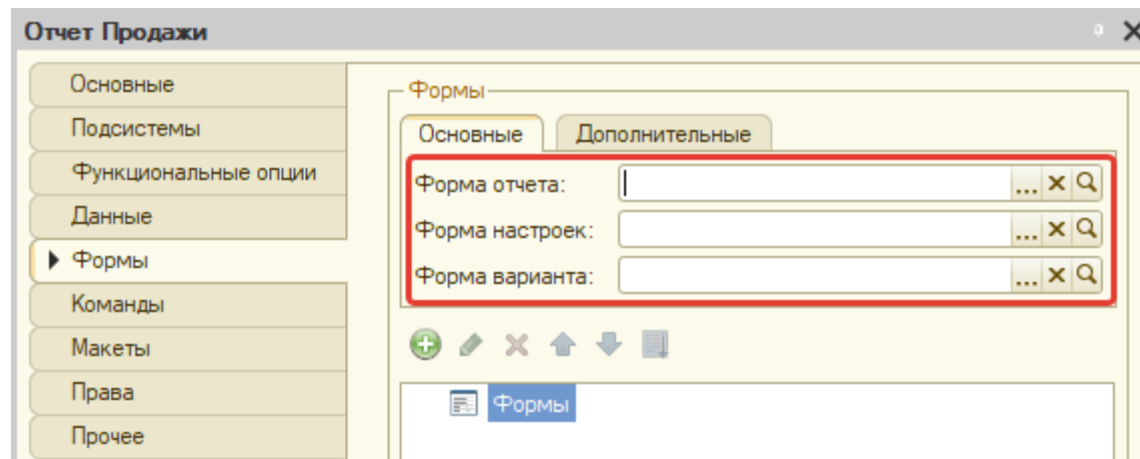 Отчет Продажи
Основные
Подсистемы
Функциональные опции
Данные
Формы
Команды
Макеты
Права
Прочее
Формы
Основные Дополнительные
Форма отчета:
Форма настроек:
Форма варианта:
Формы